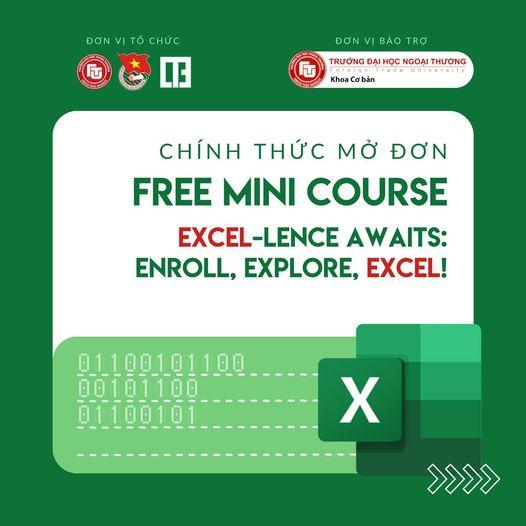 ĐƠN VỊ TỔ CHỨC
ĐƠN VỊ BẢO TRỢ
TRƯỜNG ĐẠI HỌC NGOẠI THƯƠNG
Foreign Trade University
Khoa Cơ bản
CHÍNH THỨC MỞ ĐƠN
FREE MINI COURSE
EXCEL-LENCE AWAITS:
ENROLL, EXPLORE, EXCEL!
01100101100
00101100
01100101
X